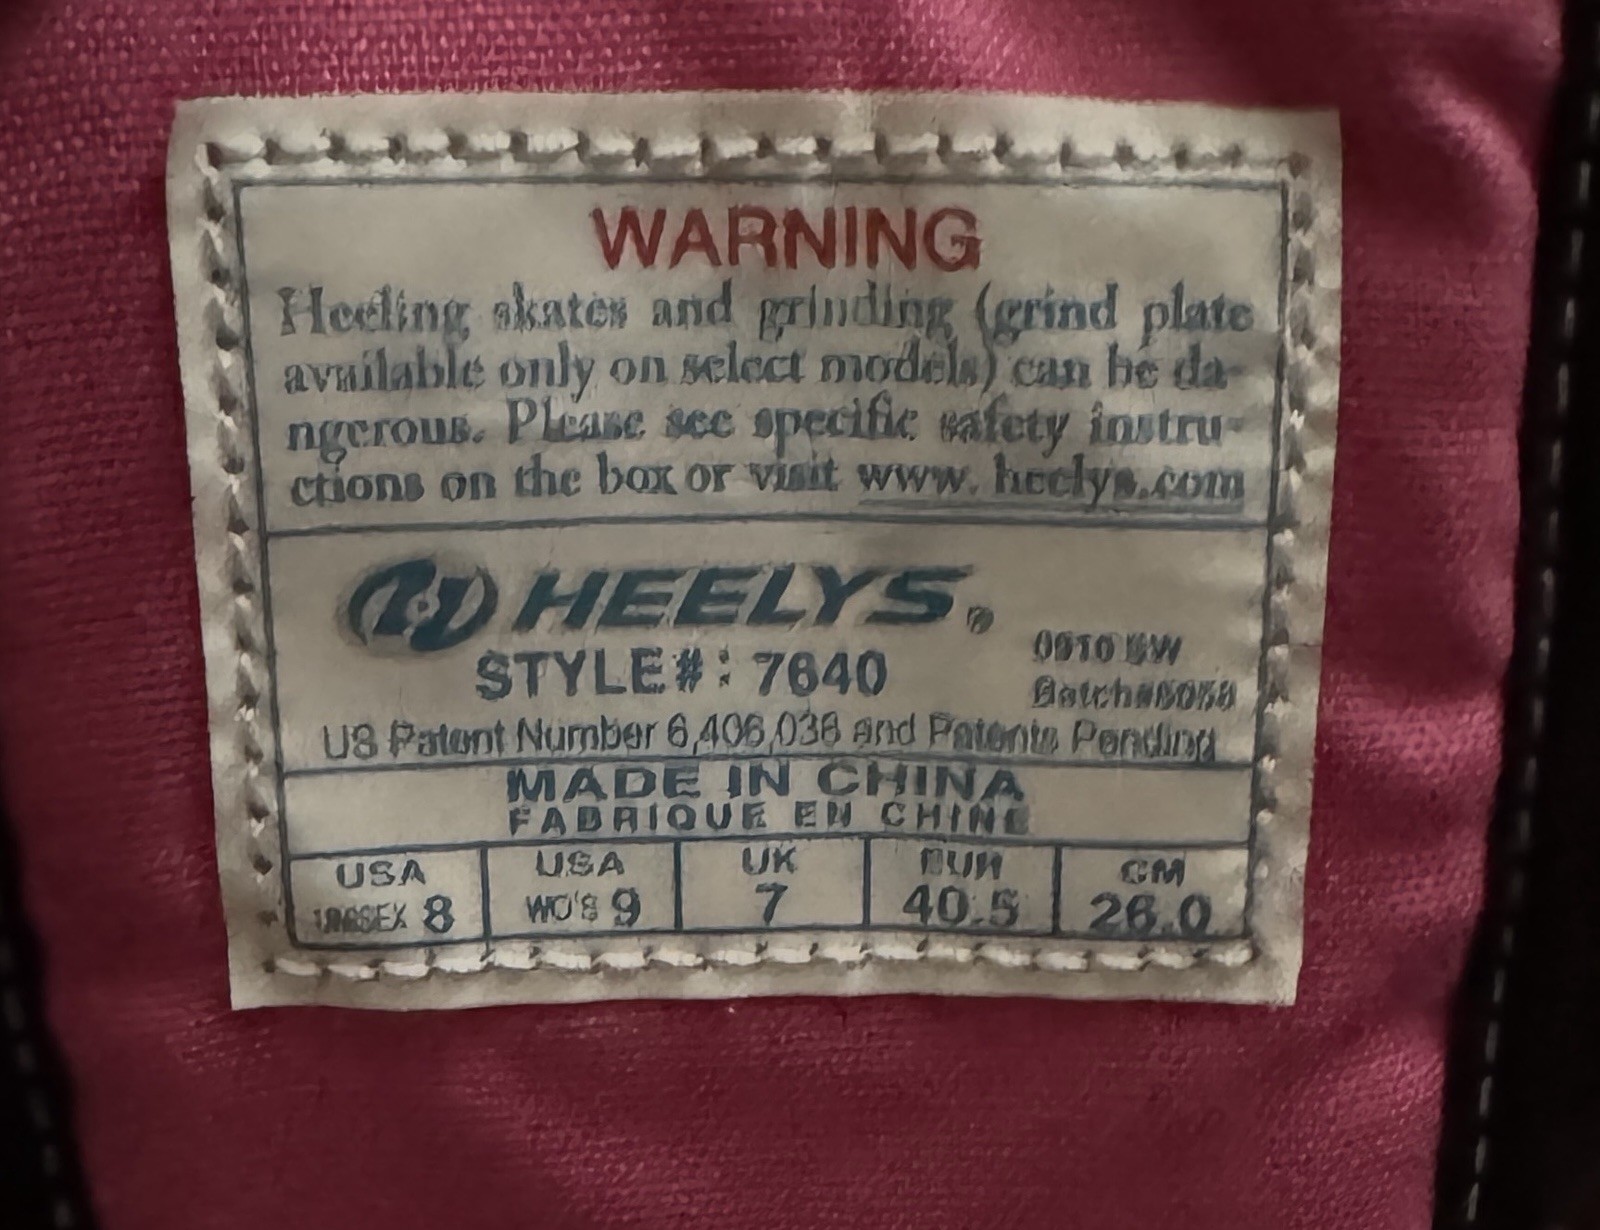 WARNING
Heeling skates and grinding (grind plate
available only on select models) can be da-
ngerous. Please see specific safety instru-
ctions on the box or visit www. heelys.com
HEELYS®
STYLE#: 7640
US Patent Number 6,406,038 and Patents Pending
MADE IN CHINA
FABRIQUE EN CHINE
USA USA UK EUR CM
UNISEX 8 WO'S 9 7 40.5 26.0